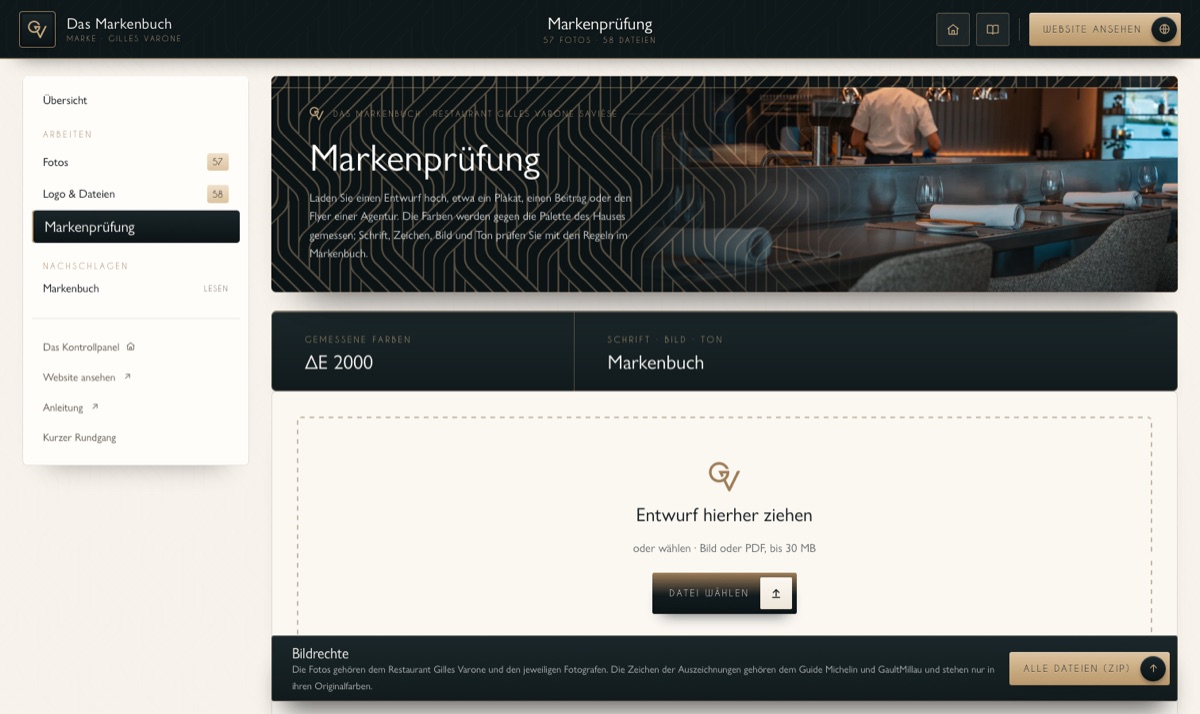 Das Markenbuch
MARKE · GILLES VARONE
Markenprüfung
57 FOTOS · 58 DATEIEN
WEBSITE ANSEHEN
Übersicht
ARBEITEN
Fotos 57
Logo & Dateien 58
Markenprüfung
NACHSCHLAGEN
Markenbuch LESEN
Das Kontrollpanel
Website ansehen
Anleitung
Kurzer Rundgang
DAS MARKENBUCH · RESTAURANT GILLES VARONE SAVIÈSE
Markenprüfung
Laden Sie einen Entwurf hoch, etwa ein Plakat, einen Beitrag oder den
Flyer einer Agentur. Die Farben werden gegen die Palette des Hauses
gemessen; Schrift, Zeichen, Bild und Ton prüfen Sie mit den Regeln im
Markenbuch.
GEMESSENE FARBEN
ΔE 2000
SCHRIFT · BILD · TON
Markenbuch
GV
Entwurf hierher ziehen
oder wählen · Bild oder PDF, bis 30 MB
DATEI WÄHLEN
Bildrechte
Die Fotos gehören dem Restaurant Gilles Varone und den jeweiligen Fotografen. Die Zeichen der Auszeichnungen gehören dem Guide Michelin und GaultMillau und stehen nur in
ihren Originalfarben.
ALLE DATEIEN (ZIP)